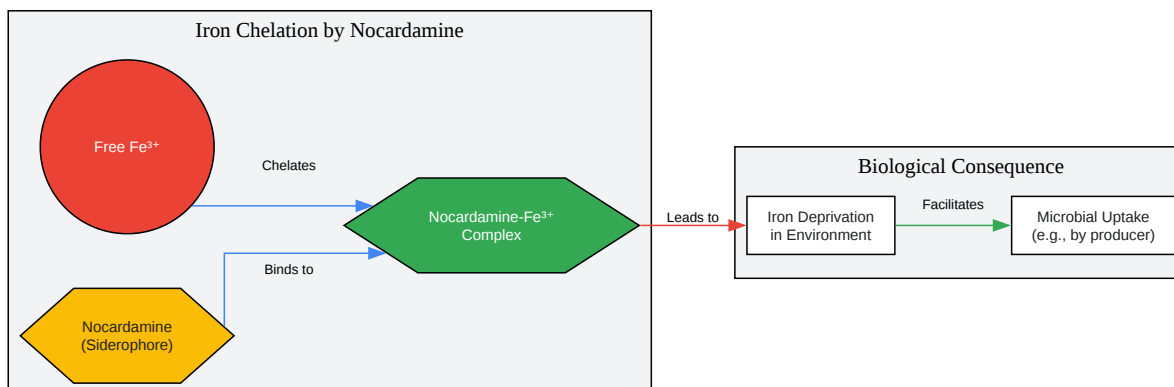 Iron Chelation by Nocardamine
Free Fe³⁺
Chelates
Nocardamine-Fe³⁺
Complex
Binds to
Nocardamine
(Siderophore)
Leads to
Biological Consequence
Iron Deprivation
in Environment
Facilitates
Microbial Uptake
(e.g., by producer)